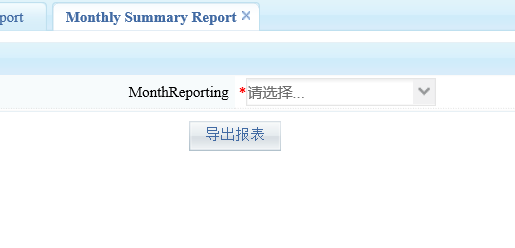 port Monthly Summary Report
MonthReporting *请选择...
导出报表